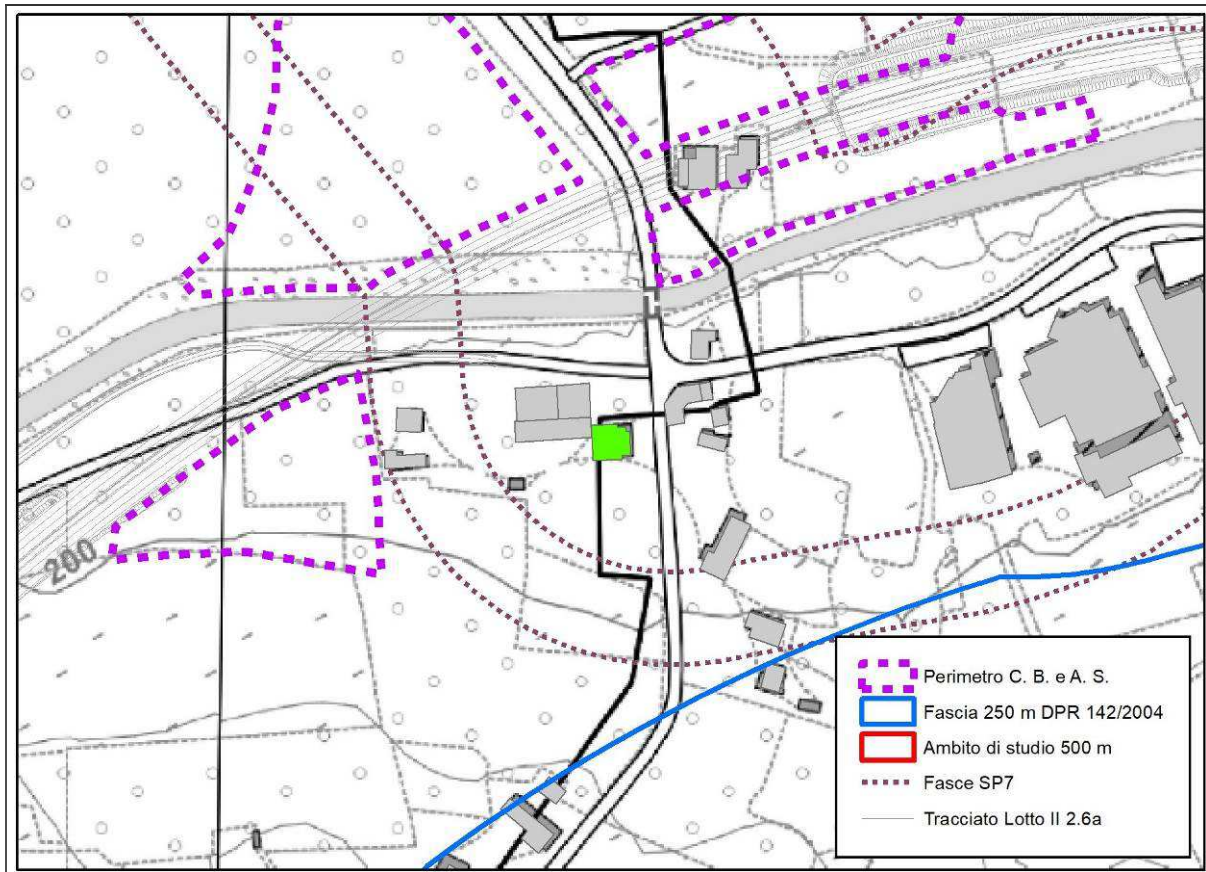 200
Perimetro C. B. e A. S.
Fascia 250 m DPR 142/2004
Ambito di studio 500 m
Fasce SP7
Tracciato Lotto II 2.6a